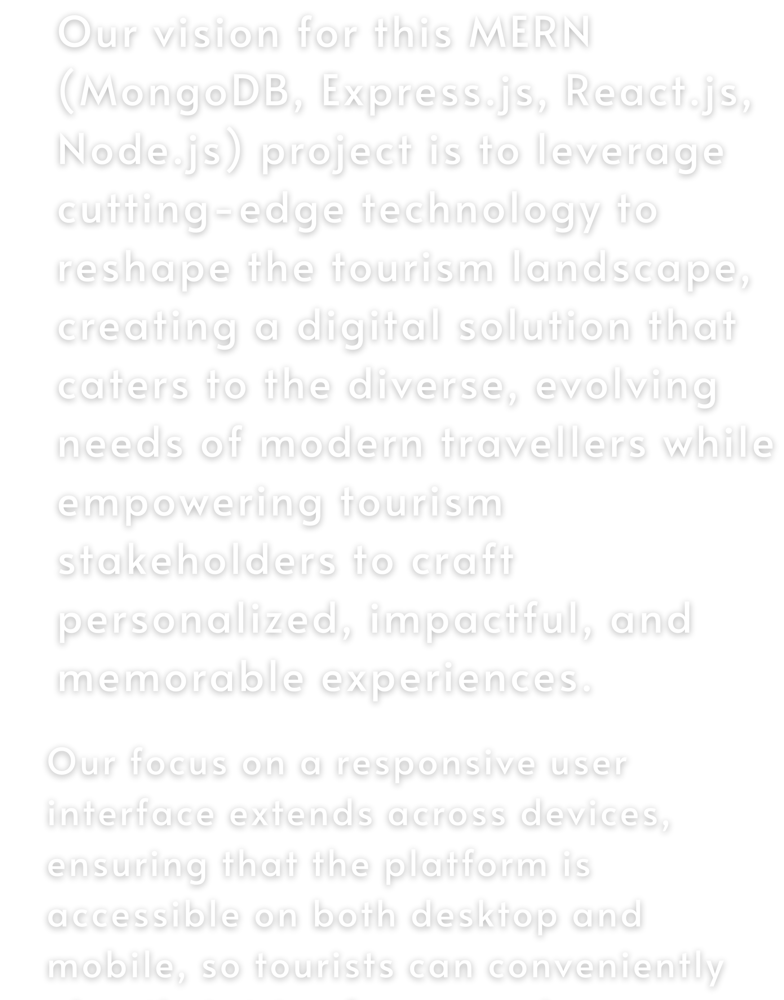 Our vision for this MERN
(MongoDB, Express.js, React.js,
Node.js) project is to leverage
cutting-edge technology to
reshape the tourism landscape,
creating a digital solution that
caters to the diverse, evolving
needs of modern travellers while
empowering tourism
stakeholders to craft
personalized, impactful, and
memorable experiences.
Our focus on a responsive user
interface extends across devices,
ensuring that the platform is
accessible on both desktop and
mobile, so tourists can conveniently